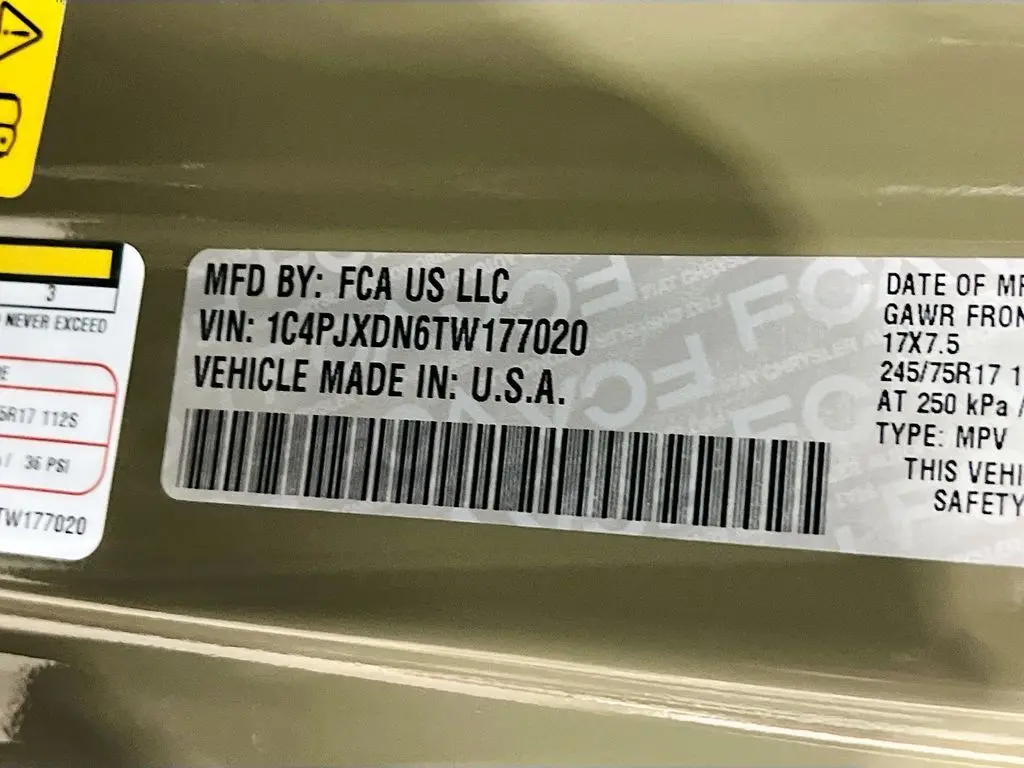 3
NEVER EXCEED
5R17 112S
36 PSI
TW177020
MFD BY: FCA US LLC
VIN: 1C4PJXDN6TW177020
VEHICLE MADE IN: U.S.A.
DATE OF MF
GAWR FRON
17X7.5
245/75R17 1
AT 250 kPa /
TYPE: MPV
THIS VEHI
SAFETY